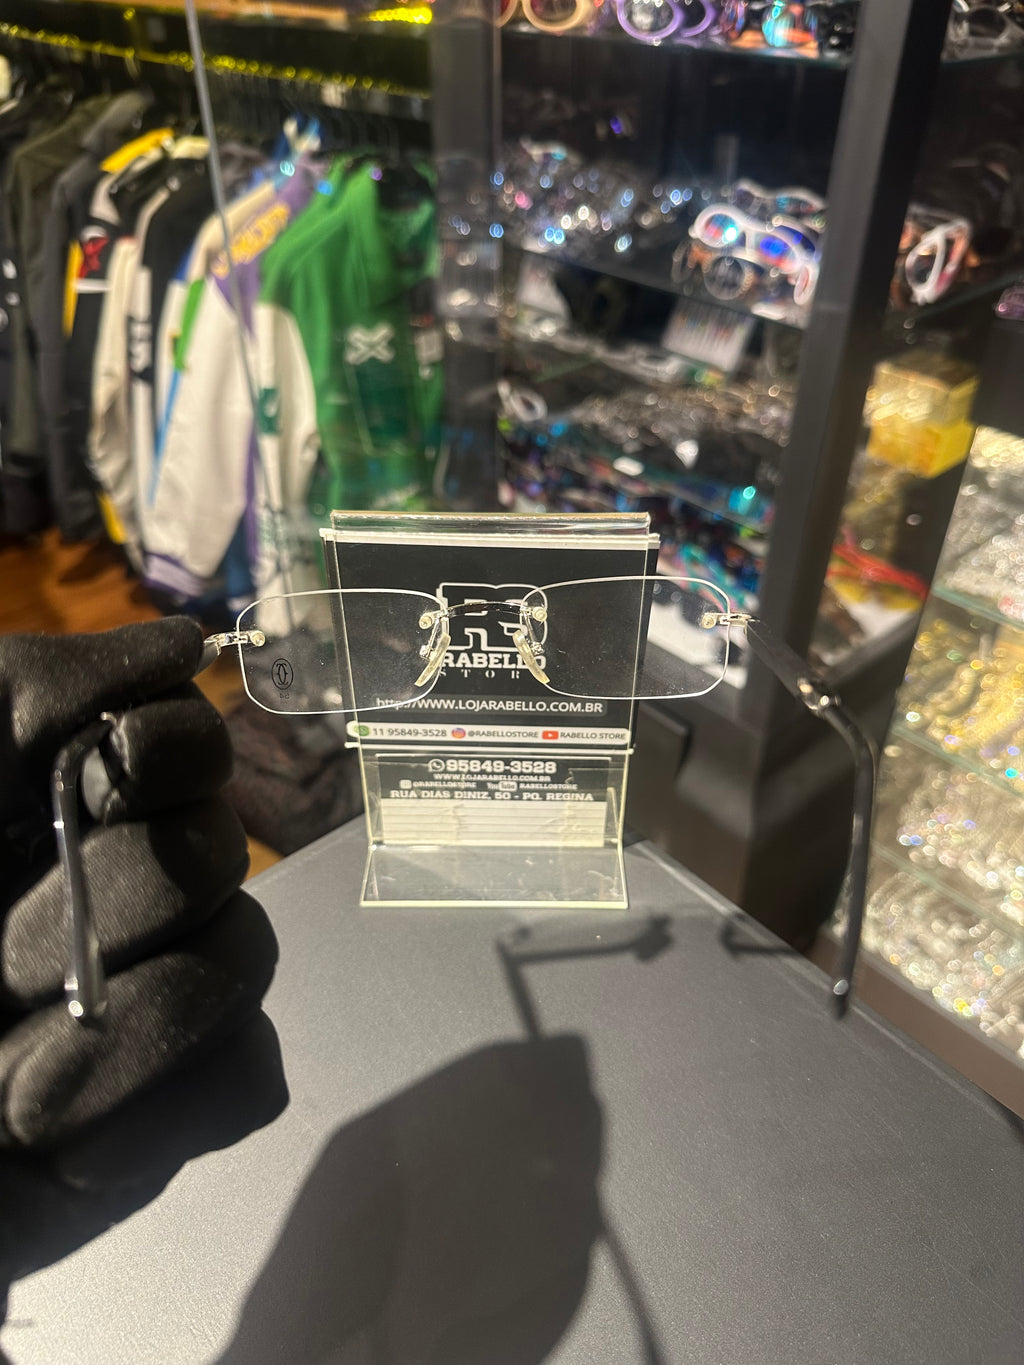 RABELLO
STORE
http://WWW.LOJARABELLO.COM.BR
11 95849-3528 @RABELLOSTORE RABELLO STORE
95849-3528
WWW.LOJARABELLO.COM.BR
@RABELLOSTORE YouTube RABELLOSTORE
RUA DIAS DINIZ, 50 - PQ. REGINA